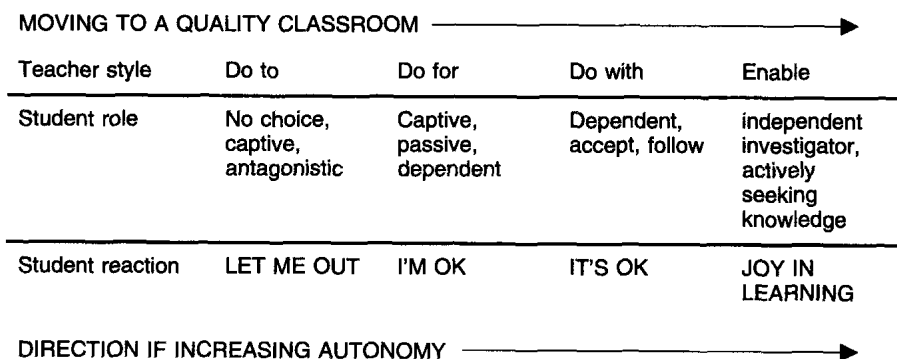 MOVING TO A QUALITY CLASSROOM
Teacher style Do to Do for Do with Enable
Student role No choice, Captive, Dependent, independent
captive, passive, accept, follow investigator,
antagonistic dependent actively
seeking
knowledge
Student reaction LET ME OUT I'M OK IT'S OK JOY IN
LEARNING
DIRECTION IF INCREASING AUTONOMY